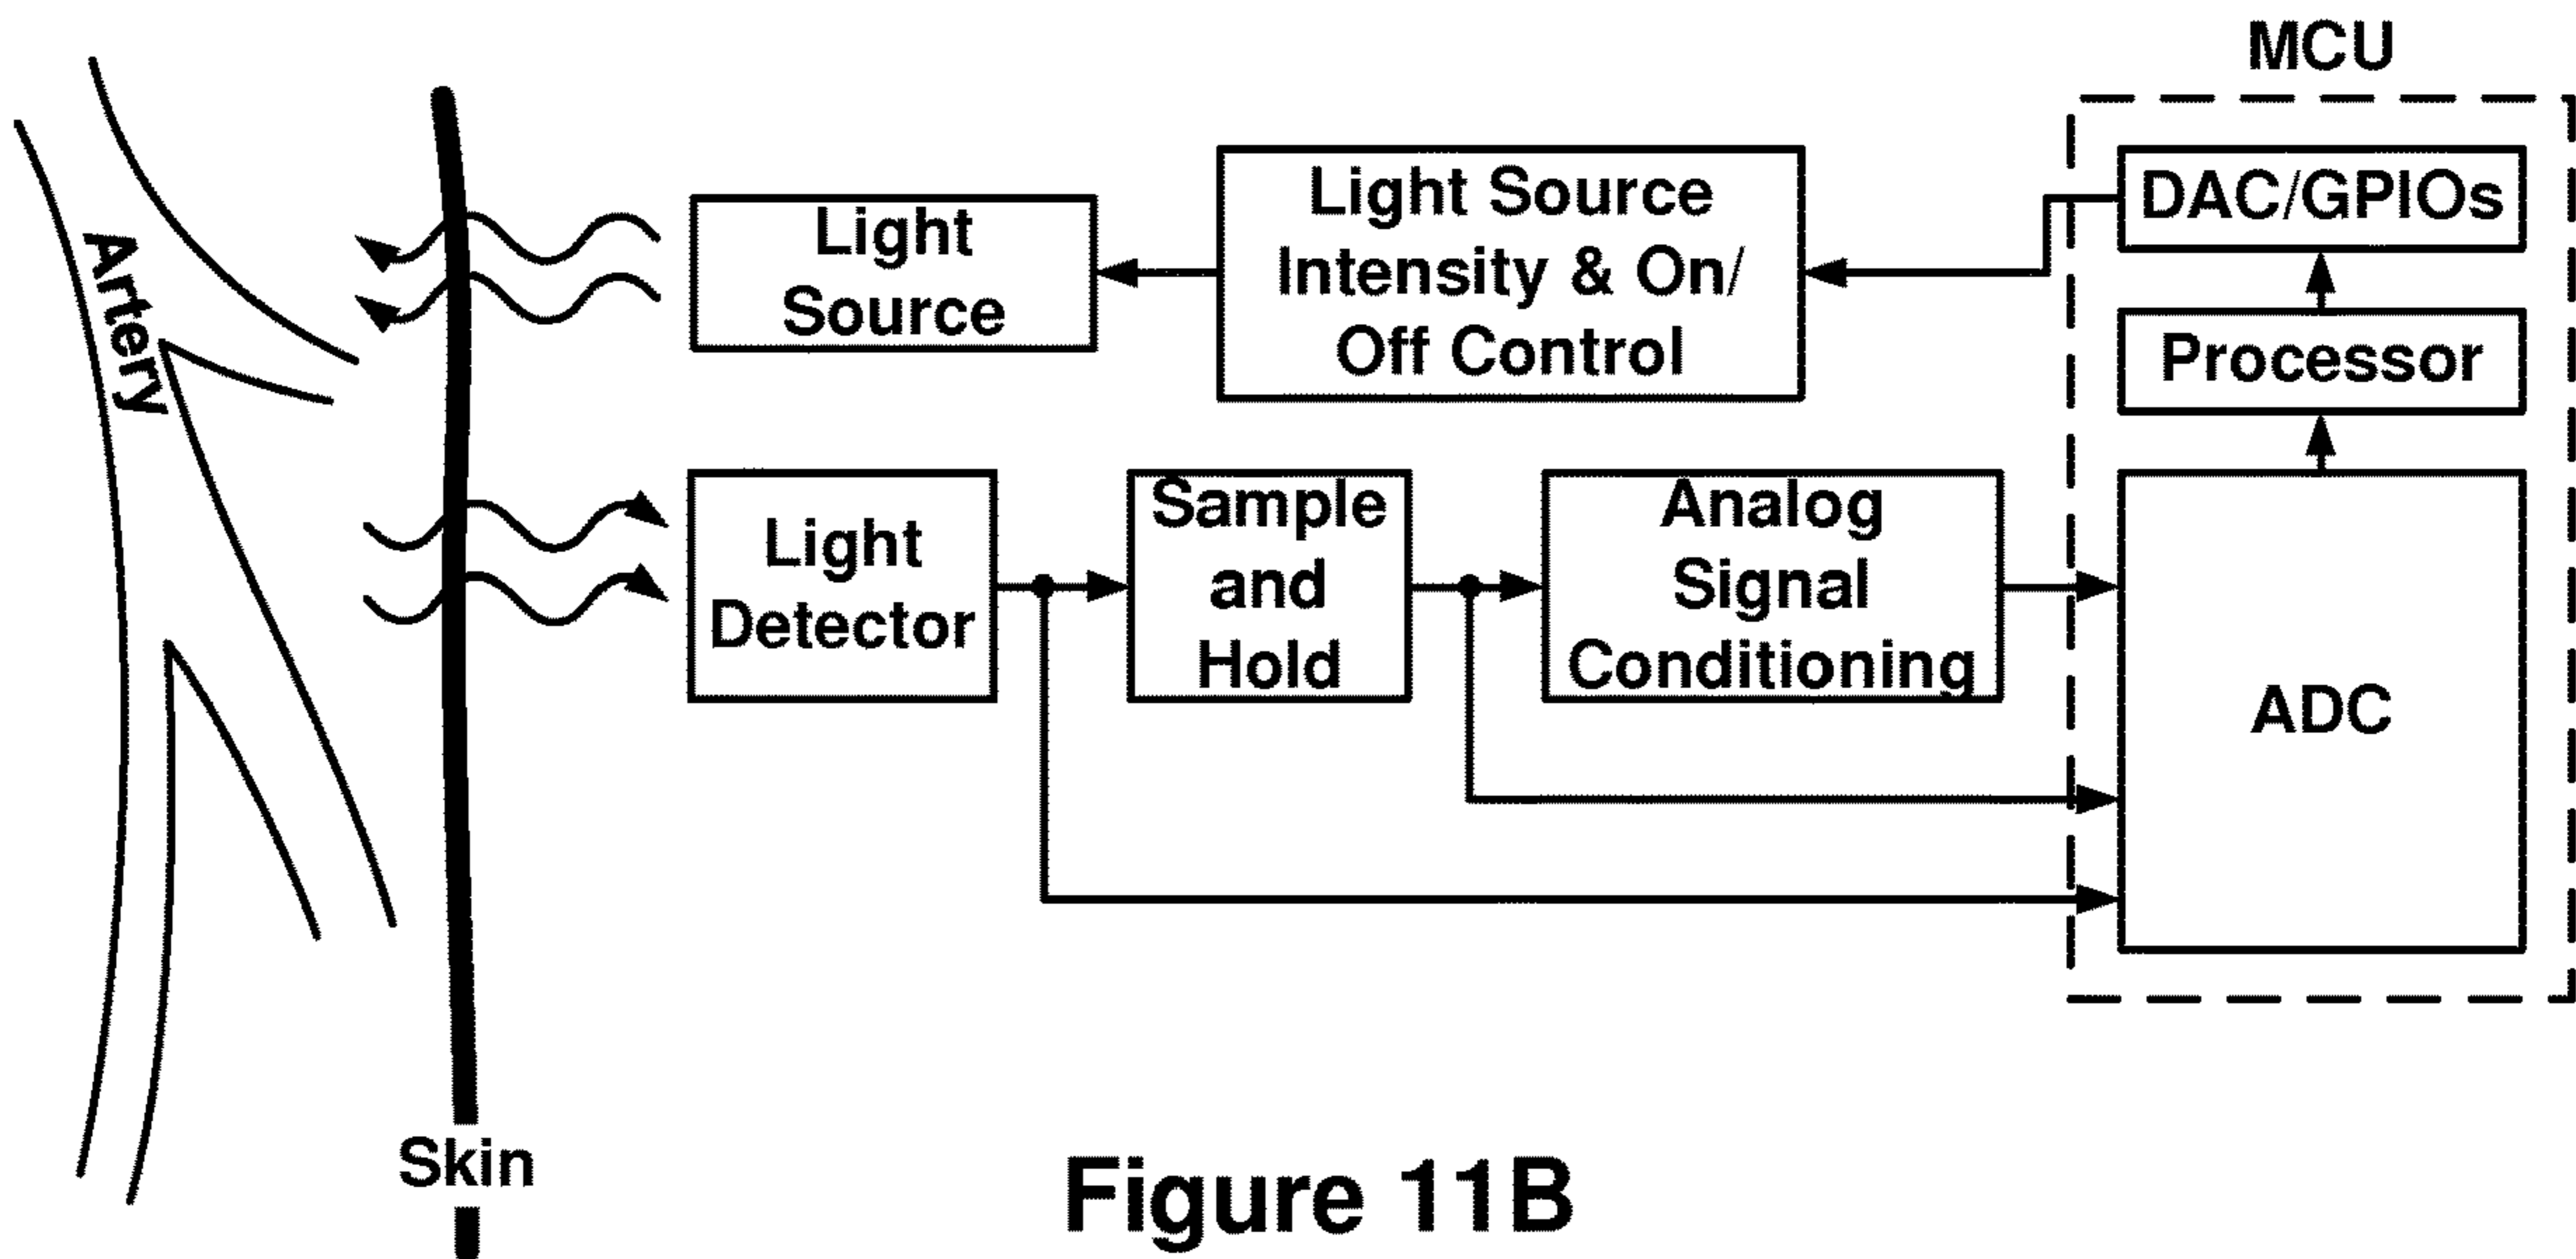 MCU
DAC/GPIOs
Light Source
Intensity & On/
Off Control
Light
Source
Artery
Processor
Light
Detector
Sample
and
Hold
Analog
Signal
Conditioning
ADC
Skin
Figure 11B